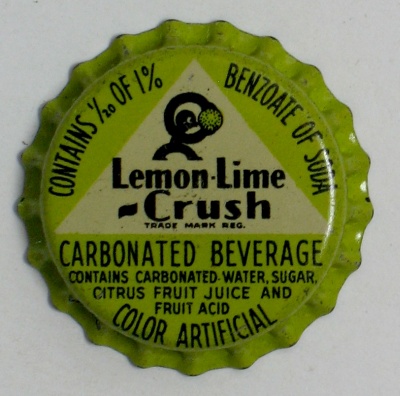 CONTAINS 1/20 OF 1% BENZOATE OF SODA
Lemon-Lime
-Crush
TRADE MARK REG.
CARBONATED BEVERAGE
CONTAINS CARBONATED-WATER, SUGAR,
CITRUS FRUIT JUICE AND
FRUIT ACID
COLOR ARTIFICIAL